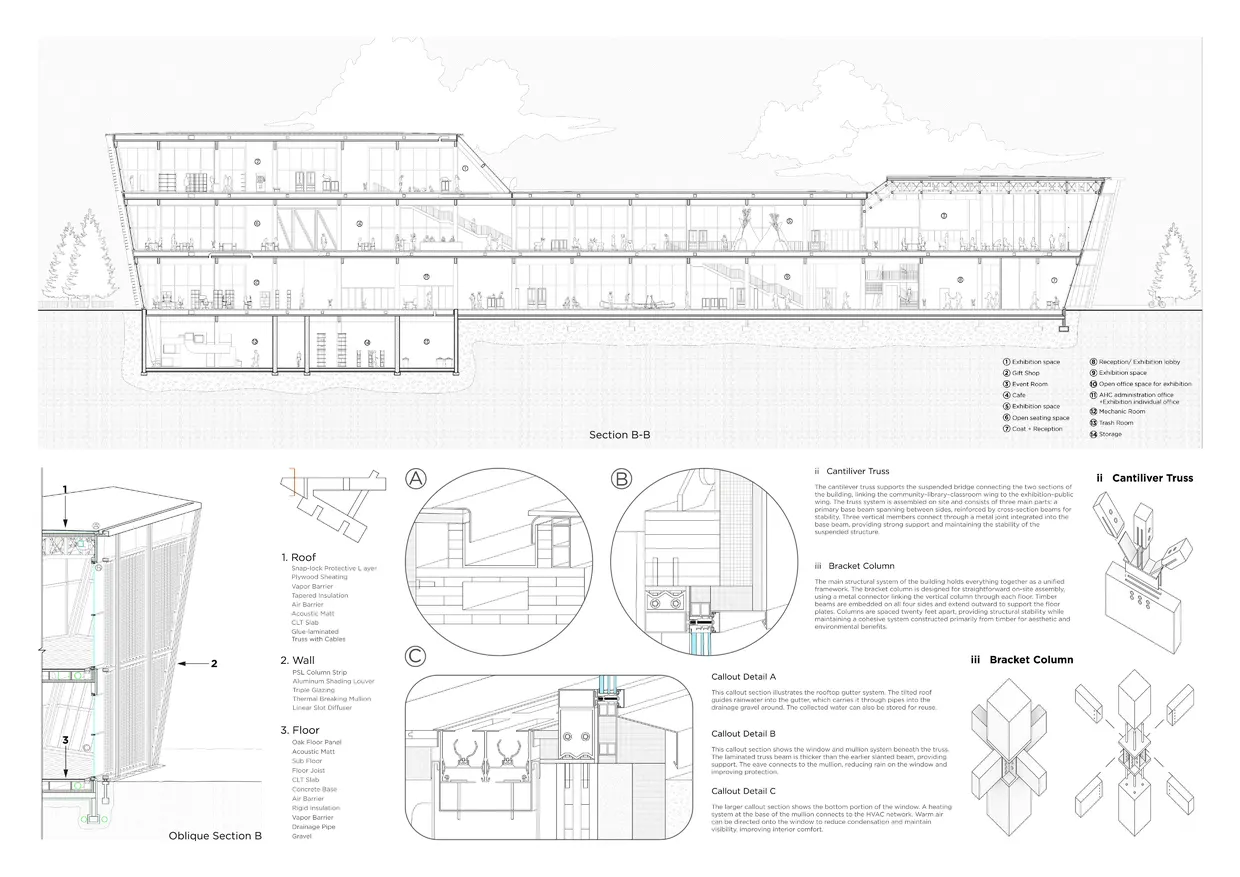 ① Exhibition space
② Gift Shop
③ Event Room
④ Cafe
⑤ Exhibition space
⑥ Open seating space
⑦ Coat + Reception
⑧ Reception/ Exhibition lobby
⑨ Exhibition space
⑩ Open office space for exhibition
⑪ AHC administration office
+Exhibition individual office
⑫ Mechanic Room
⑬ Trash Room
⑭ Storage
Section B-B
1
2
3
Oblique Section B
1. Roof
Snap-lock Protective Layer
Plywood Sheating
Vapor Barrier
Tapered Insulation
Air Barrier
Acoustic Matt
CLT Slab
Glue-laminated
Truss with Cables
2. Wall
PSL Column Strip
Aluminum Shading Louver
Triple Glazing
Thermal Breaking Mullion
Linear Slot Diffuser
3. Floor
Oak Floor Panel
Acoustic Matt
Sub Floor
Floor Joist
CLT Slab
Concrete Base
Air Barrier
Rigid Insulation
Vapor Barrier
Drainage Pipe
Gravel
A
B
C
ii Cantiliver Truss
The cantilever truss supports the suspended bridge connecting the two sections of
the building, linking the community-library-classroom wing to the exhibition-public
wing. The truss system is assembled on site and consists of three main parts: a
primary base beam spanning between sides, reinforced by cross-section beams for
stability. Three vertical members connect through a metal joint integrated into the
base beam, providing strong support and maintaining the stability of the
suspended structure.
iii Bracket Column
The main structural system of the building holds everything together as a unified
framework. The bracket column is designed for straightforward on-site assembly,
using a metal connector linking the vertical column through each floor. Timber
beams are embedded on all four sides and extend outward to support the floor
plates. Columns are spaced twenty feet apart, providing structural stability while
maintaining a cohesive system constructed primarily from timber for aesthetic and
environmental benefits.
Callout Detail A
This callout section illustrates the rooftop gutter system. The tilted roof
guides rainwater into the gutter, which carries it through pipes into the
drainage gravel around. The collected water can also be stored for reuse.
Callout Detail B
This callout section shows the window and mullion system beneath the truss.
The laminated truss beam is thicker than the earlier slanted beam, providing
support. The eave connects to the mullion, reducing rain on the window and
improving protection.
Callout Detail C
The larger callout section shows the bottom portion of the window. A heating
system at the base of the mullion connects to the HVAC network. Warm air
can be directed onto the window to reduce condensation and maintain
visibility, improving interior comfort.
ii Cantiliver Truss
iii Bracket Column